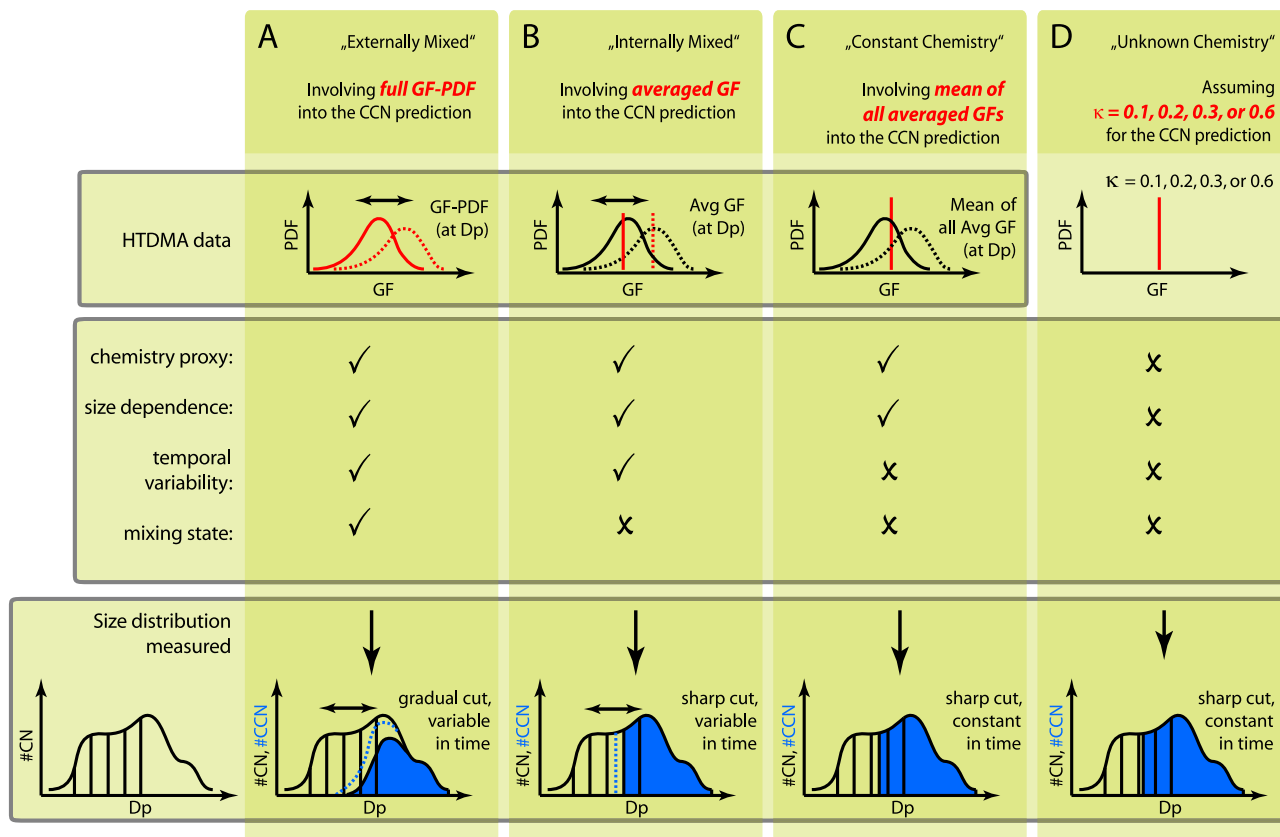 A
„Externally Mixed“
Involving full GF-PDF
into the CCN prediction
B
„Internally Mixed“
Involving averaged GF
into the CCN prediction
C
„Constant Chemistry“
Involving mean of
all averaged GFs
into the CCN prediction
D
„Unknown Chemistry“
Assuming
κ = 0.1, 0.2, 0.3, or 0.6
for the CCN prediction
HTDMA data
PDF
GF-PDF
(at Dp)
GF
PDF
Avg GF
(at Dp)
GF
PDF
Mean of
all Avg GF
(at Dp)
GF
κ = 0.1, 0.2, 0.3, or 0.6
PDF
GF
chemistry proxy: ✓ ✓ ✓ ✗
size dependence: ✓ ✓ ✓ ✗
temporal
variability: ✓ ✓ ✗ ✗
mixing state: ✓ ✗ ✗ ✗
Size distribution
measured
#CN
Dp
#CN, #CCN
gradual cut,
variable
in time
Dp
#CN, #CCN
sharp cut,
variable
in time
Dp
#CN, #CCN
sharp cut,
constant
in time
Dp
#CN, #CCN
sharp cut,
constant
in time
Dp